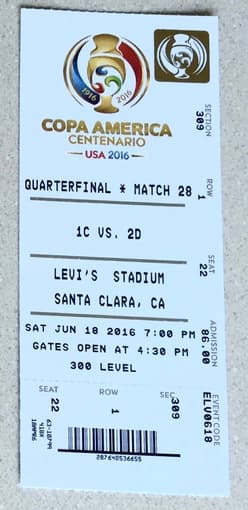 1916 2016
COPA AMERICA
CENTENARIO
USA 2016
QUARTERFINAL * MATCH 28
1C VS. 2D
LEVI'S STADIUM
SANTA CLARA, CA
SAT JUN 18 2016 7:00 PM
GATES OPEN AT 4:30 PM
300 LEVEL
SEAT ROW SEC
22 1 309
207640536655
SECTION
309
ROW
1
SEAT
22
ADMISSION
86.00
EVENT CODE
ELV0618